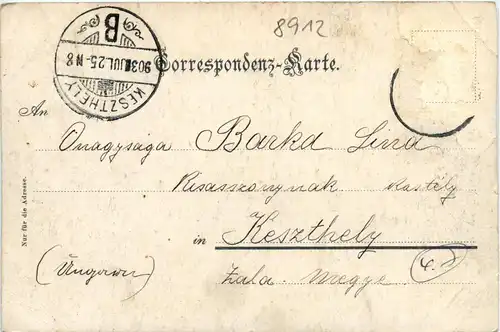 8912
B
903 JUL. 25 - N 8
KESZTHELY
Correspondenz-Karte.
An
Önagysága Barka Lina
Kisasszonynak Kastély
in Keszthely
(Ungarn)
Zala Megye
Nur für die Adresse.